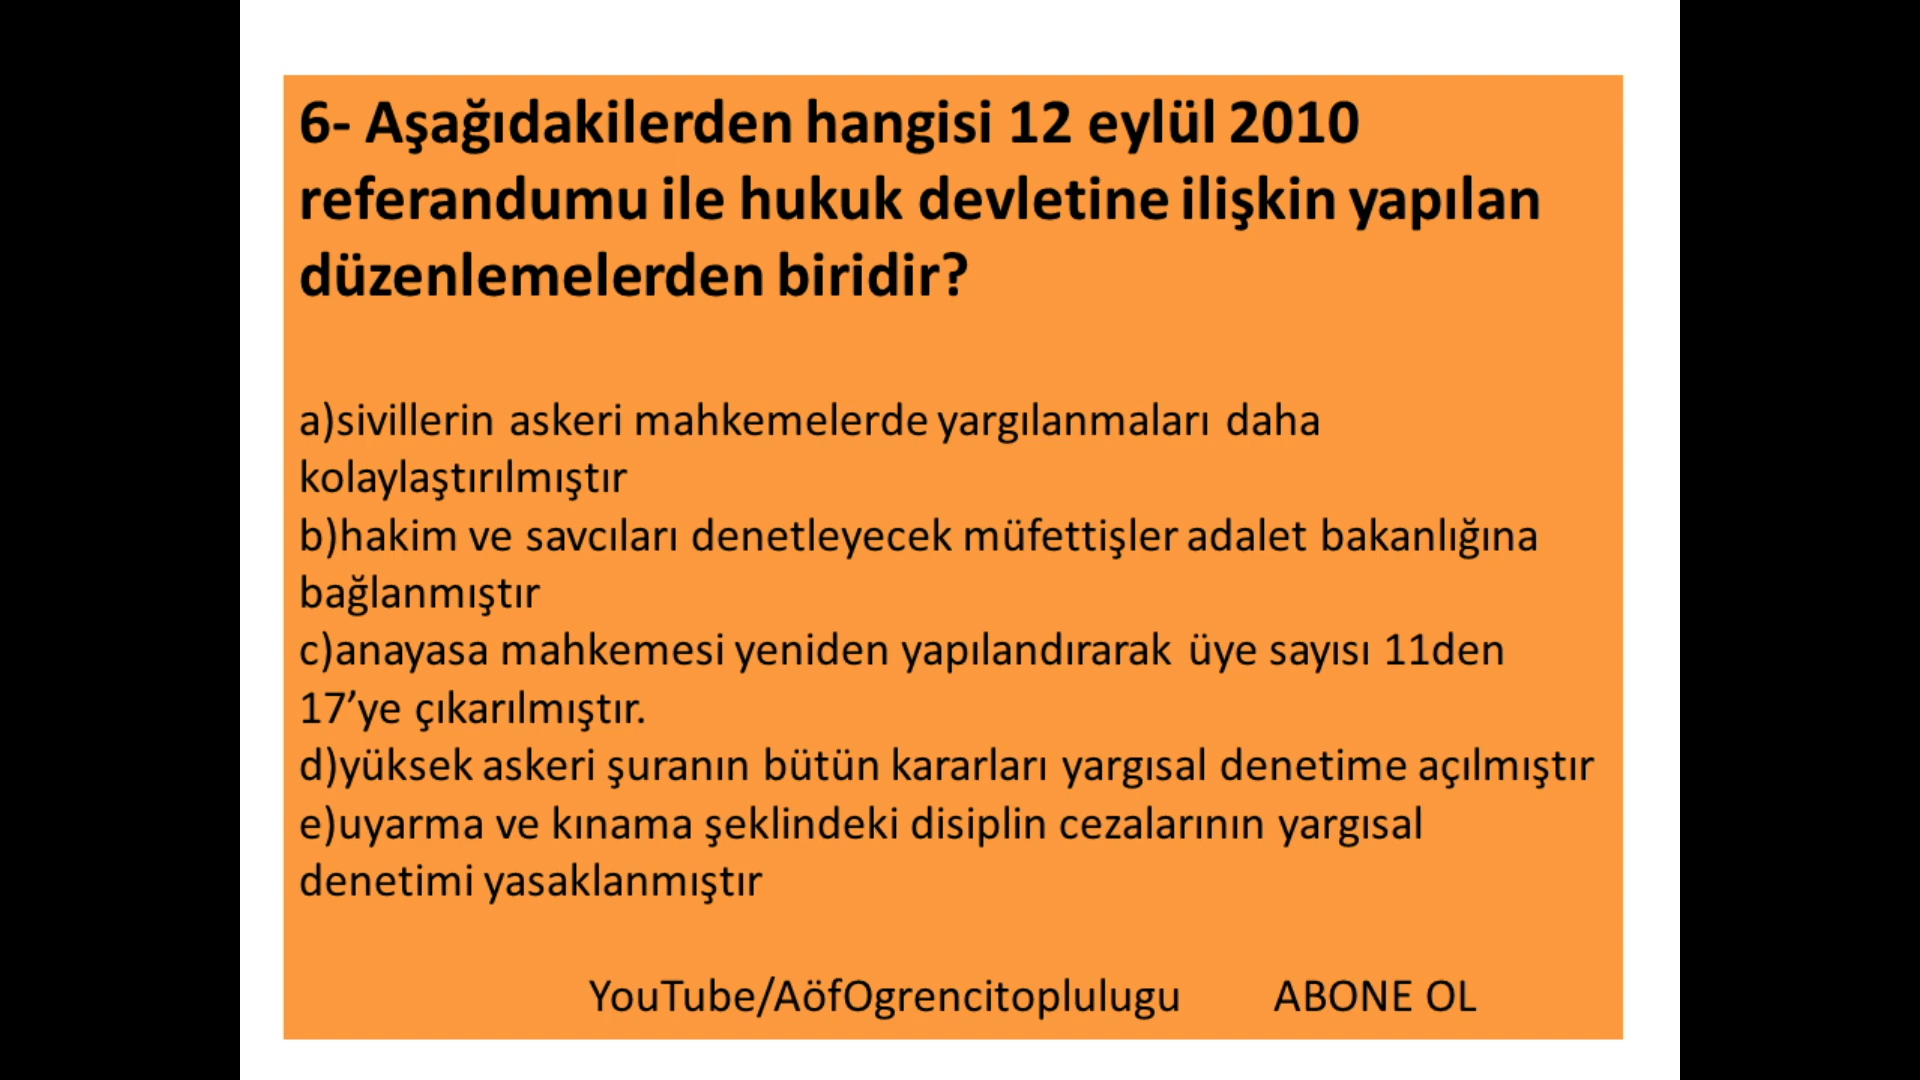 6- Aşağıdakilerden hangisi 12 eylül 2010
referandumu ile hukuk devletine ilişkin yapılan
düzenlemelerden biridir?
a)sivillerin askeri mahkemelerde yargılanmaları daha
kolaylaştırılmıştır
b)hakim ve savcıları denetleyecek müfettişler adalet bakanlığına
bağlanmıştır
c)anayasa mahkemesi yeniden yapılandırarak üye sayısı 11den
17’ye çıkarılmıştır.
d)yüksek askeri şuranın bütün kararları yargısal denetime açılmıştır
e)uyarma ve kınama şeklindeki disiplin cezalarının yargısal
denetimi yasaklanmıştır
YouTube/AöfOgrencitoplulugu ABONE OL